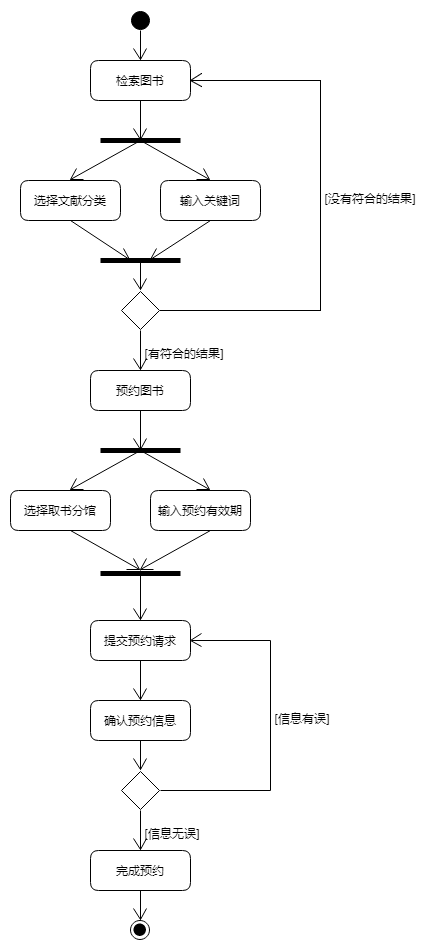 检索图书
选择文献分类
输入关键词
[没有符合的结果]
[有符合的结果]
预约图书
选择取书分馆
输入预约有效期
提交预约请求
确认预约信息
[信息有误]
[信息无误]
完成预约